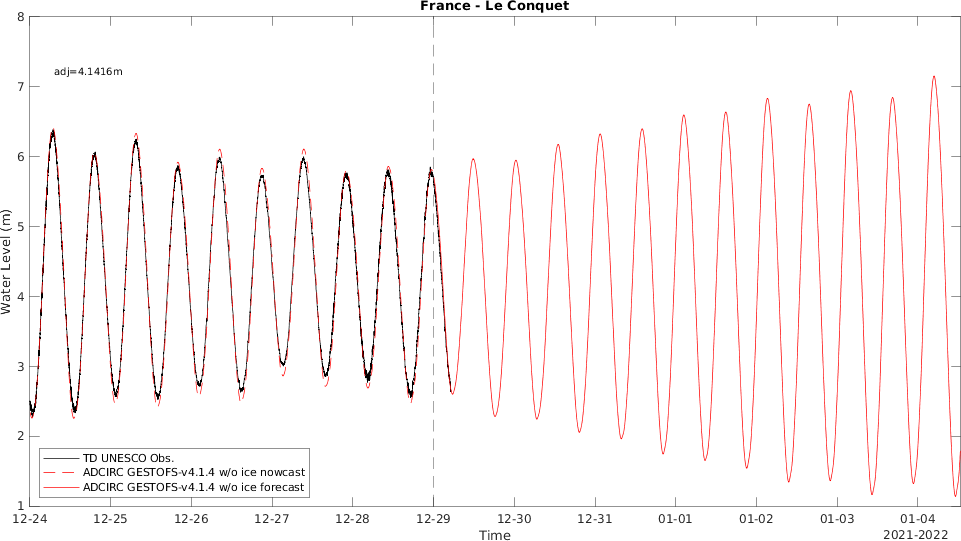 France - Le Conquet
8
7
6
5
4
3
2
1
Water Level (m)
adj=4.1416m
TD UNESCO Obs.
ADCIRC GESTOFS-v4.1.4 w/o ice nowcast
ADCIRC GESTOFS-v4.1.4 w/o ice forecast
12-24 12-25 12-26 12-27 12-28 12-29 12-30 12-31 01-01 01-02 01-03 01-04
Time
2021-2022